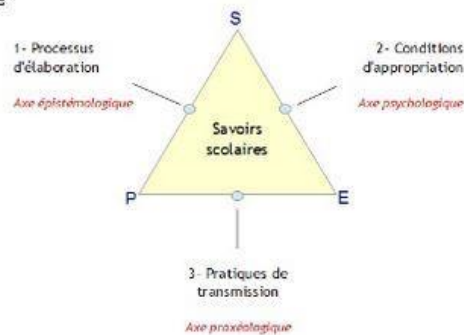 e
S
1- Processus
d'élaboration
Axe épistémologique
2- Conditions
d'appropriation
Axe psychologique
Savoirs
scolaires
P
E
3- Pratiques de
transmission
Axe praxéologique